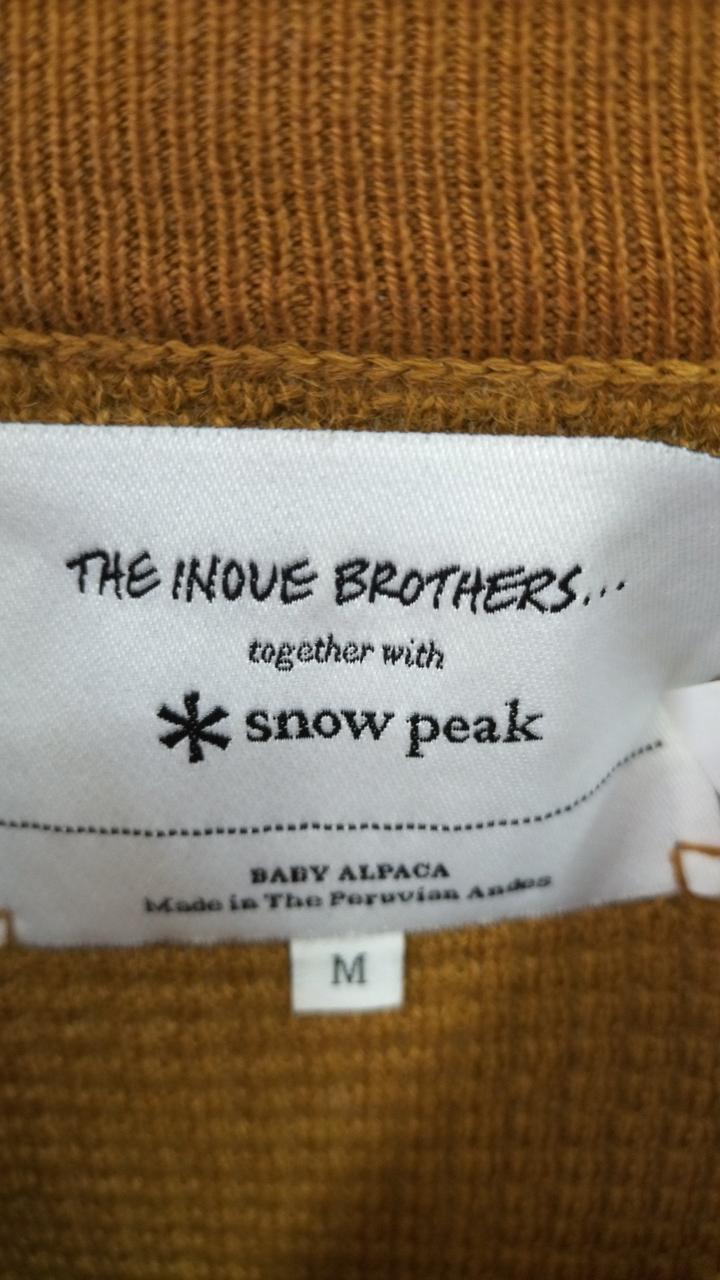 THE INOUE BROTHERS...
together with
snow peak
BABY ALPACA
Made in The Peruvian Andes
M